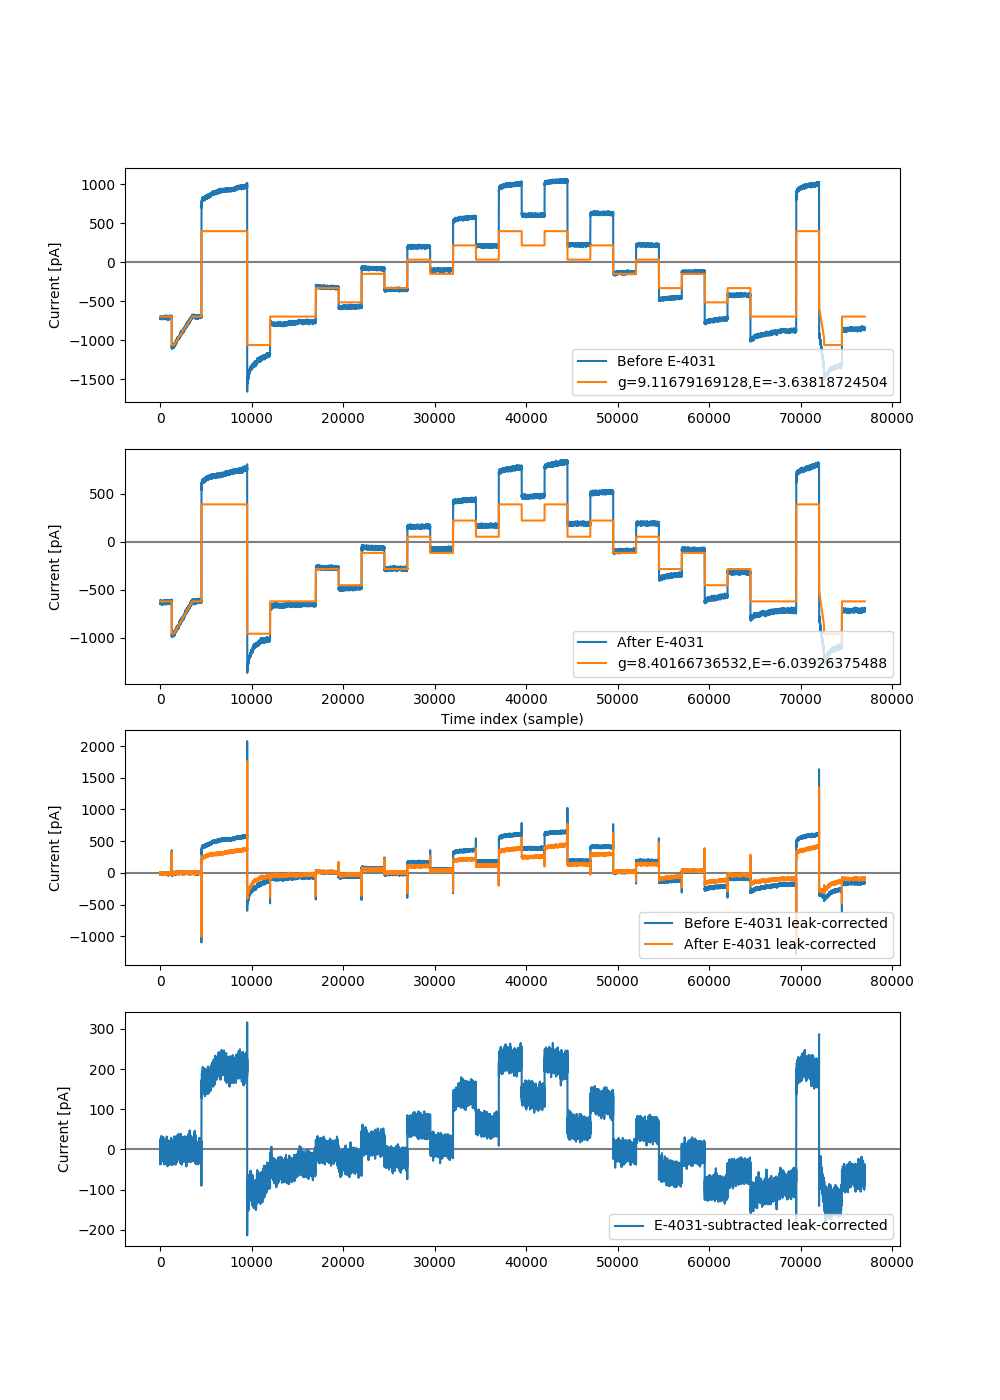 1000
500
0
−500
−1000
−1500
Current [pA]
Before E-4031
g=9.11679169128,E=-3.63818724504
0 10000 20000 30000 40000 50000 60000 70000 80000
500
0
−500
−1000
Current [pA]
After E-4031
g=8.40166736532,E=-6.03926375488
0 10000 20000 30000 40000 50000 60000 70000 80000
Time index (sample)
2000
1500
1000
500
0
−500
−1000
Current [pA]
Before E-4031 leak-corrected
After E-4031 leak-corrected
0 10000 20000 30000 40000 50000 60000 70000 80000
300
200
100
0
−100
−200
Current [pA]
E-4031-subtracted leak-corrected
0 10000 20000 30000 40000 50000 60000 70000 80000